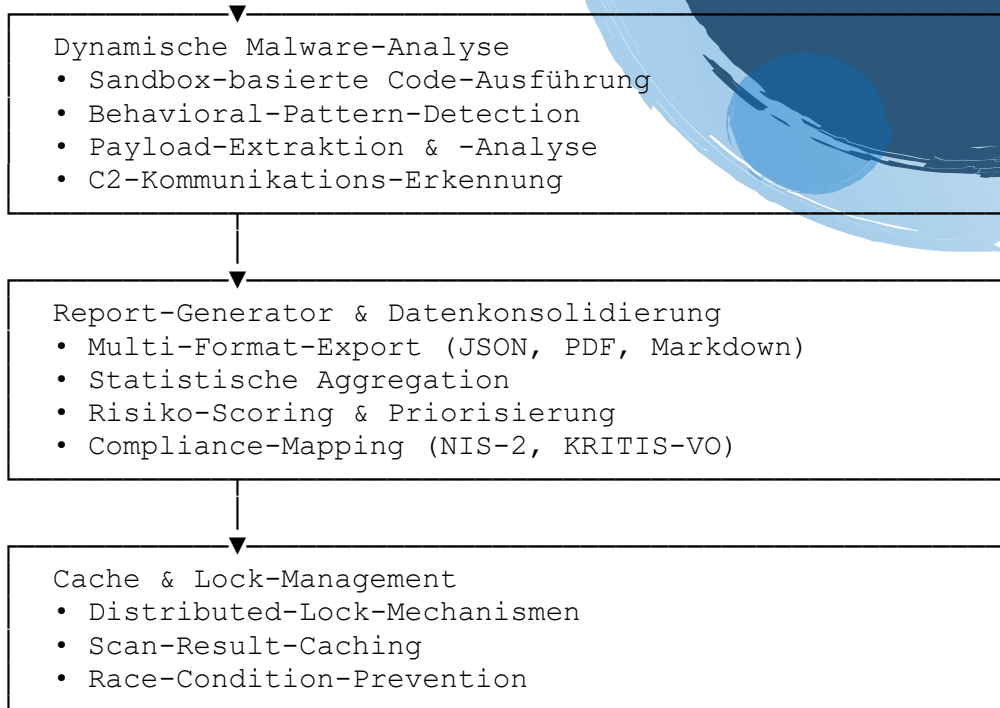 Dynamische Malware-Analyse
• Sandbox-basierte Code-Ausführung
• Behavioral-Pattern-Detection
• Payload-Extraktion & -Analyse
• C2-Kommunikations-Erkennung
Report-Generator & Datenkonsolidierung
• Multi-Format-Export (JSON, PDF, Markdown)
• Statistische Aggregation
• Risiko-Scoring & Priorisierung
• Compliance-Mapping (NIS-2, KRITIS-VO)
Cache & Lock-Management
• Distributed-Lock-Mechanismen
• Scan-Result-Caching
• Race-Condition-Prevention